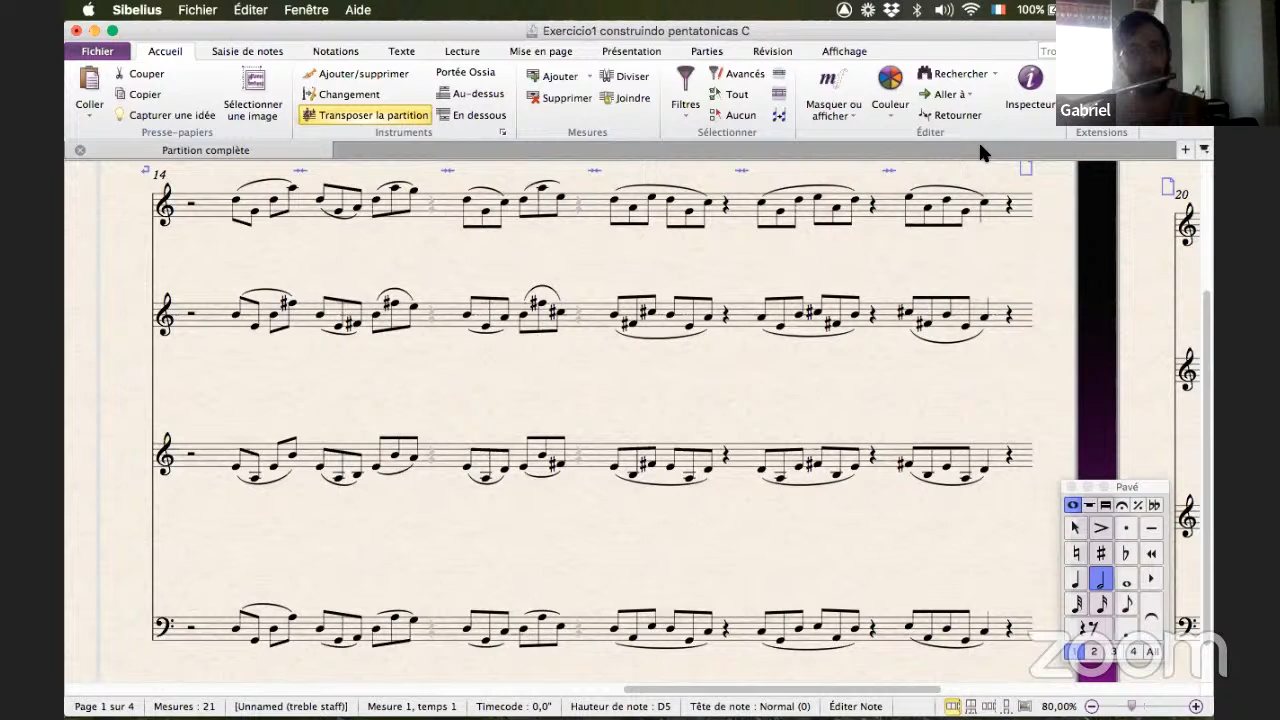 Sibelius Fichier Éditer Fenêtre Aide 100%
Exercicio1 construindo pentatonicas C
Fichier Accueil Saisie de notes Notations Texte Lecture Mise en page Présentation Parties Révision Affichage
Coller
Couper
Copier
Capturer une idée
Presse-papiers
Sélectionner une image
Ajouter/supprimer
Changement
Transposer la partition
Portée Ossia
Au-dessus
En dessous
Instruments
Ajouter Diviser
Supprimer Joindre
Mesures
Filtres
Avancés
Tout
Aucun
Sélectionner
Masquer ou afficher
Couleur
Rechercher
Aller à
Retourner
Éditer
Inspecteur
Extensions
Gabriel
Partition complète
14
20
Pavé
1 2 3 4 All
zoom
Page 1 sur 4 Mesures : 21 [Unnamed (treble staff)] Mesure 1, temps 1 Timecode : 0,0" Hauteur de note : D5 Tête de note : Normal (0) Éditer Note 80,00%